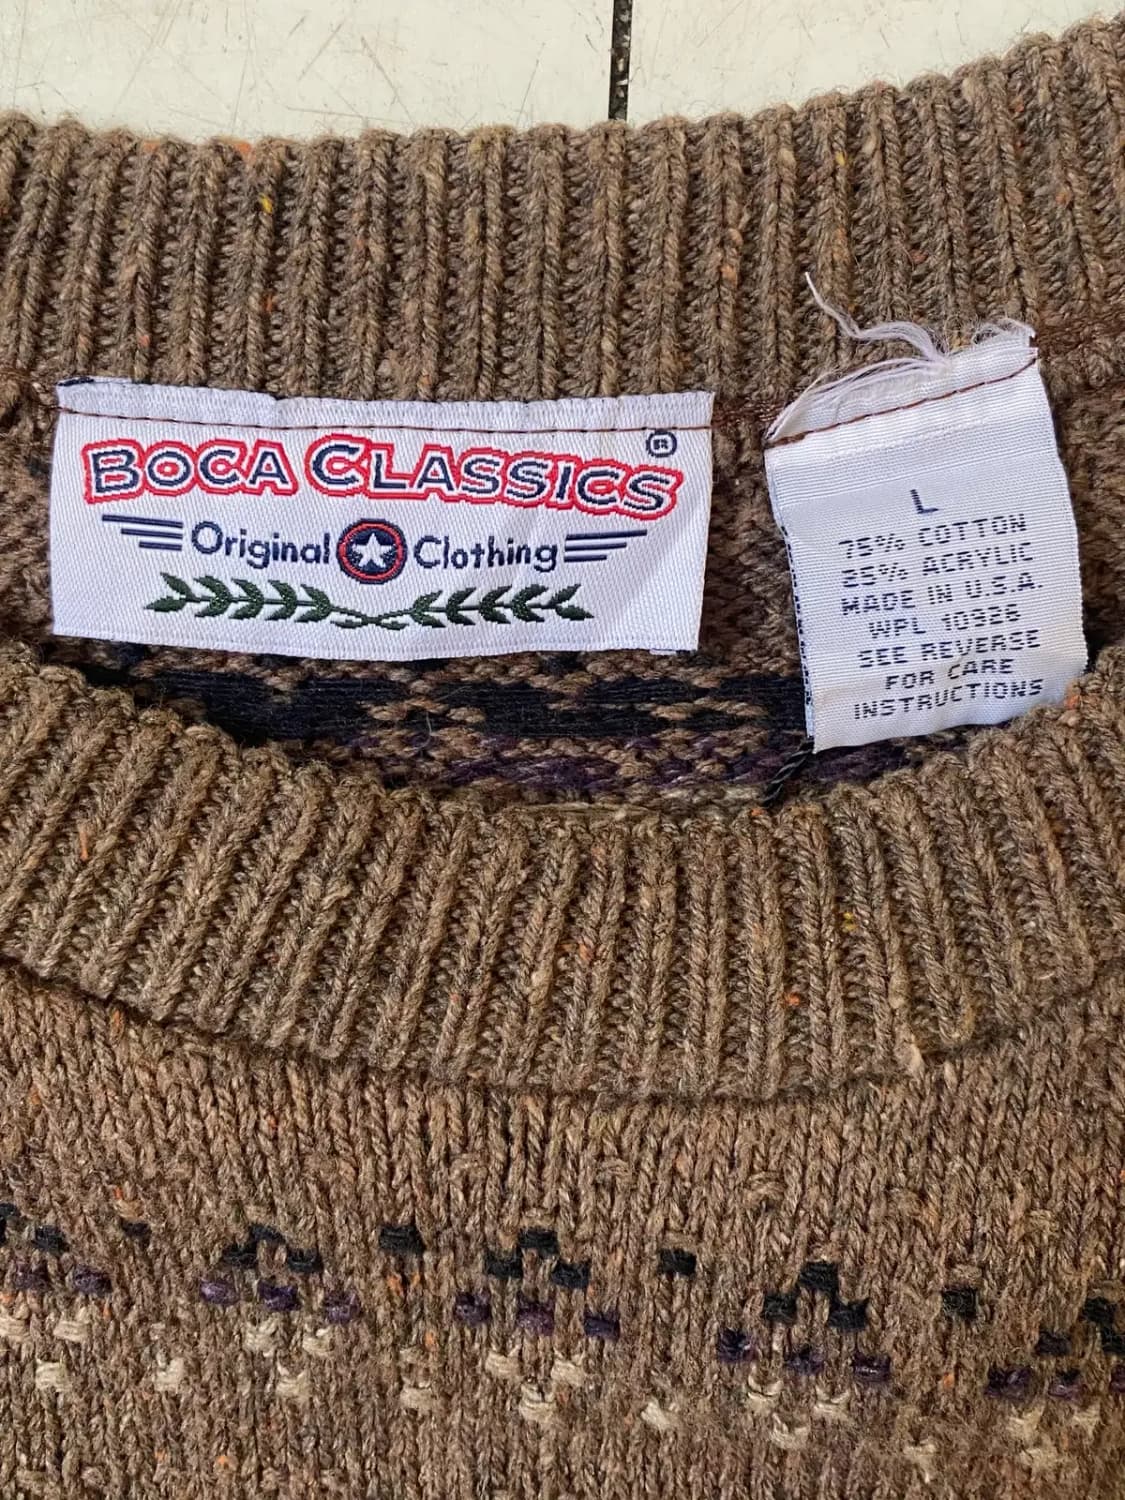 BOCA CLASSICS ®
Original Clothing
L
75% COTTON
25% ACRYLIC
MADE IN U.S.A.
WPL 10926
SEE REVERSE
FOR CARE
INSTRUCTIONS